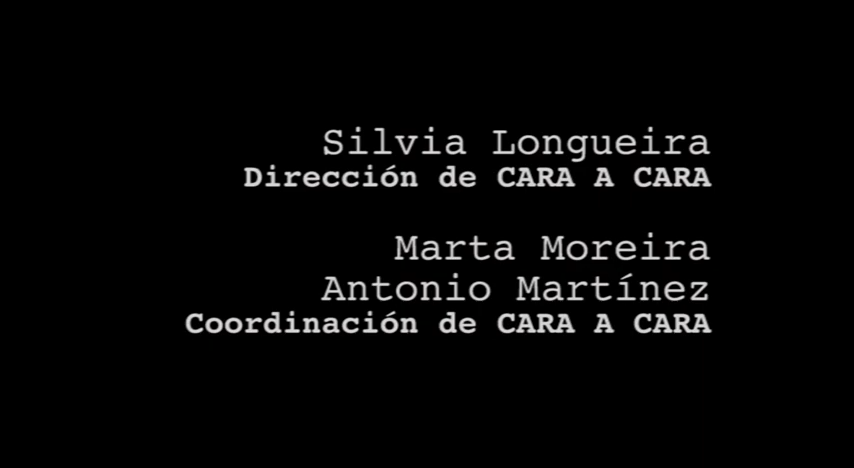 Silvia Longueira
Dirección de CARA A CARA
Marta Moreira
Antonio Martínez
Coordinación de CARA A CARA